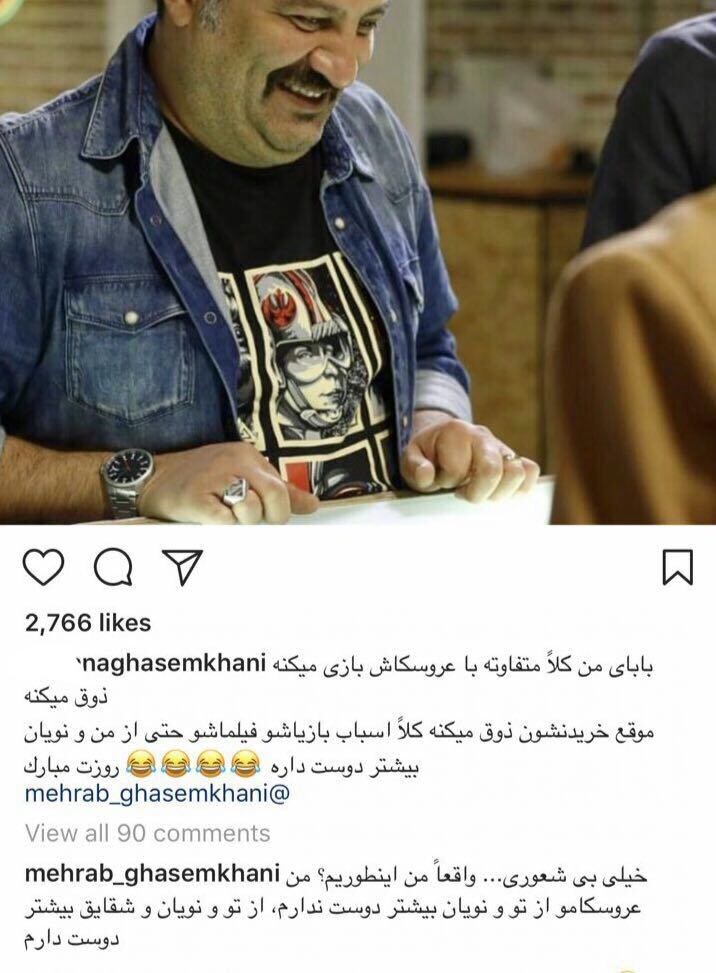 2,766 likes
naghasemkhani بابای من کلاً متفاوته با عروسکاش بازی میکنه
ذوق میکنه
موقع خریدنشون ذوق میکنه کلاً اسباب بازیاشو فیلماشو حتی از من و نویان
بیشتر دوست داره 😂😂😂😂 روزت مبارک
@mehrab_ghasemkhani
View all 90 comments
mehrab_ghasemkhani خیلی بی شعوری... واقعاً من اینطوریم؟ من
عروسکامو از تو و نویان بیشتر دوست ندارم، از تو و نویان و شقایق بیشتر
دوست دارم